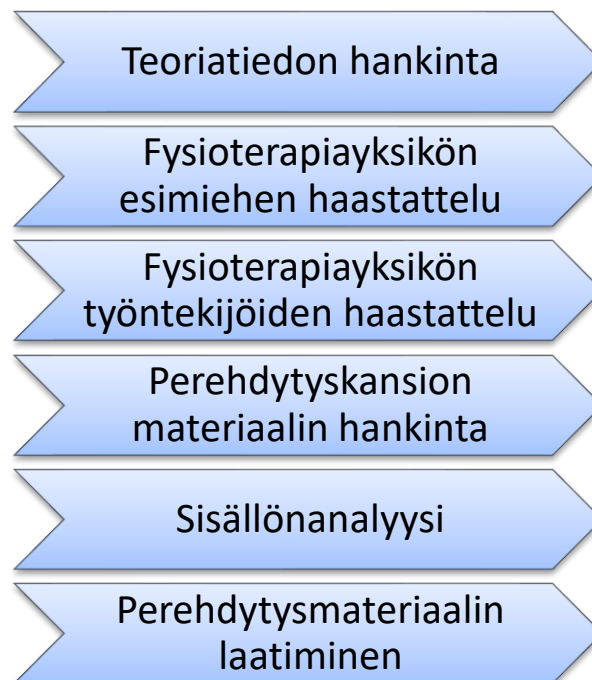 Teoriatiedon hankinta
Fysioterapiayksikön
esimiehen haastattelu
Fysioterapiayksikön
työntekijöiden haastattelu
Perehdytyskansion
materiaalin hankinta
Sisällönanalyysi
Perehdytysmateriaalin
laatiminen